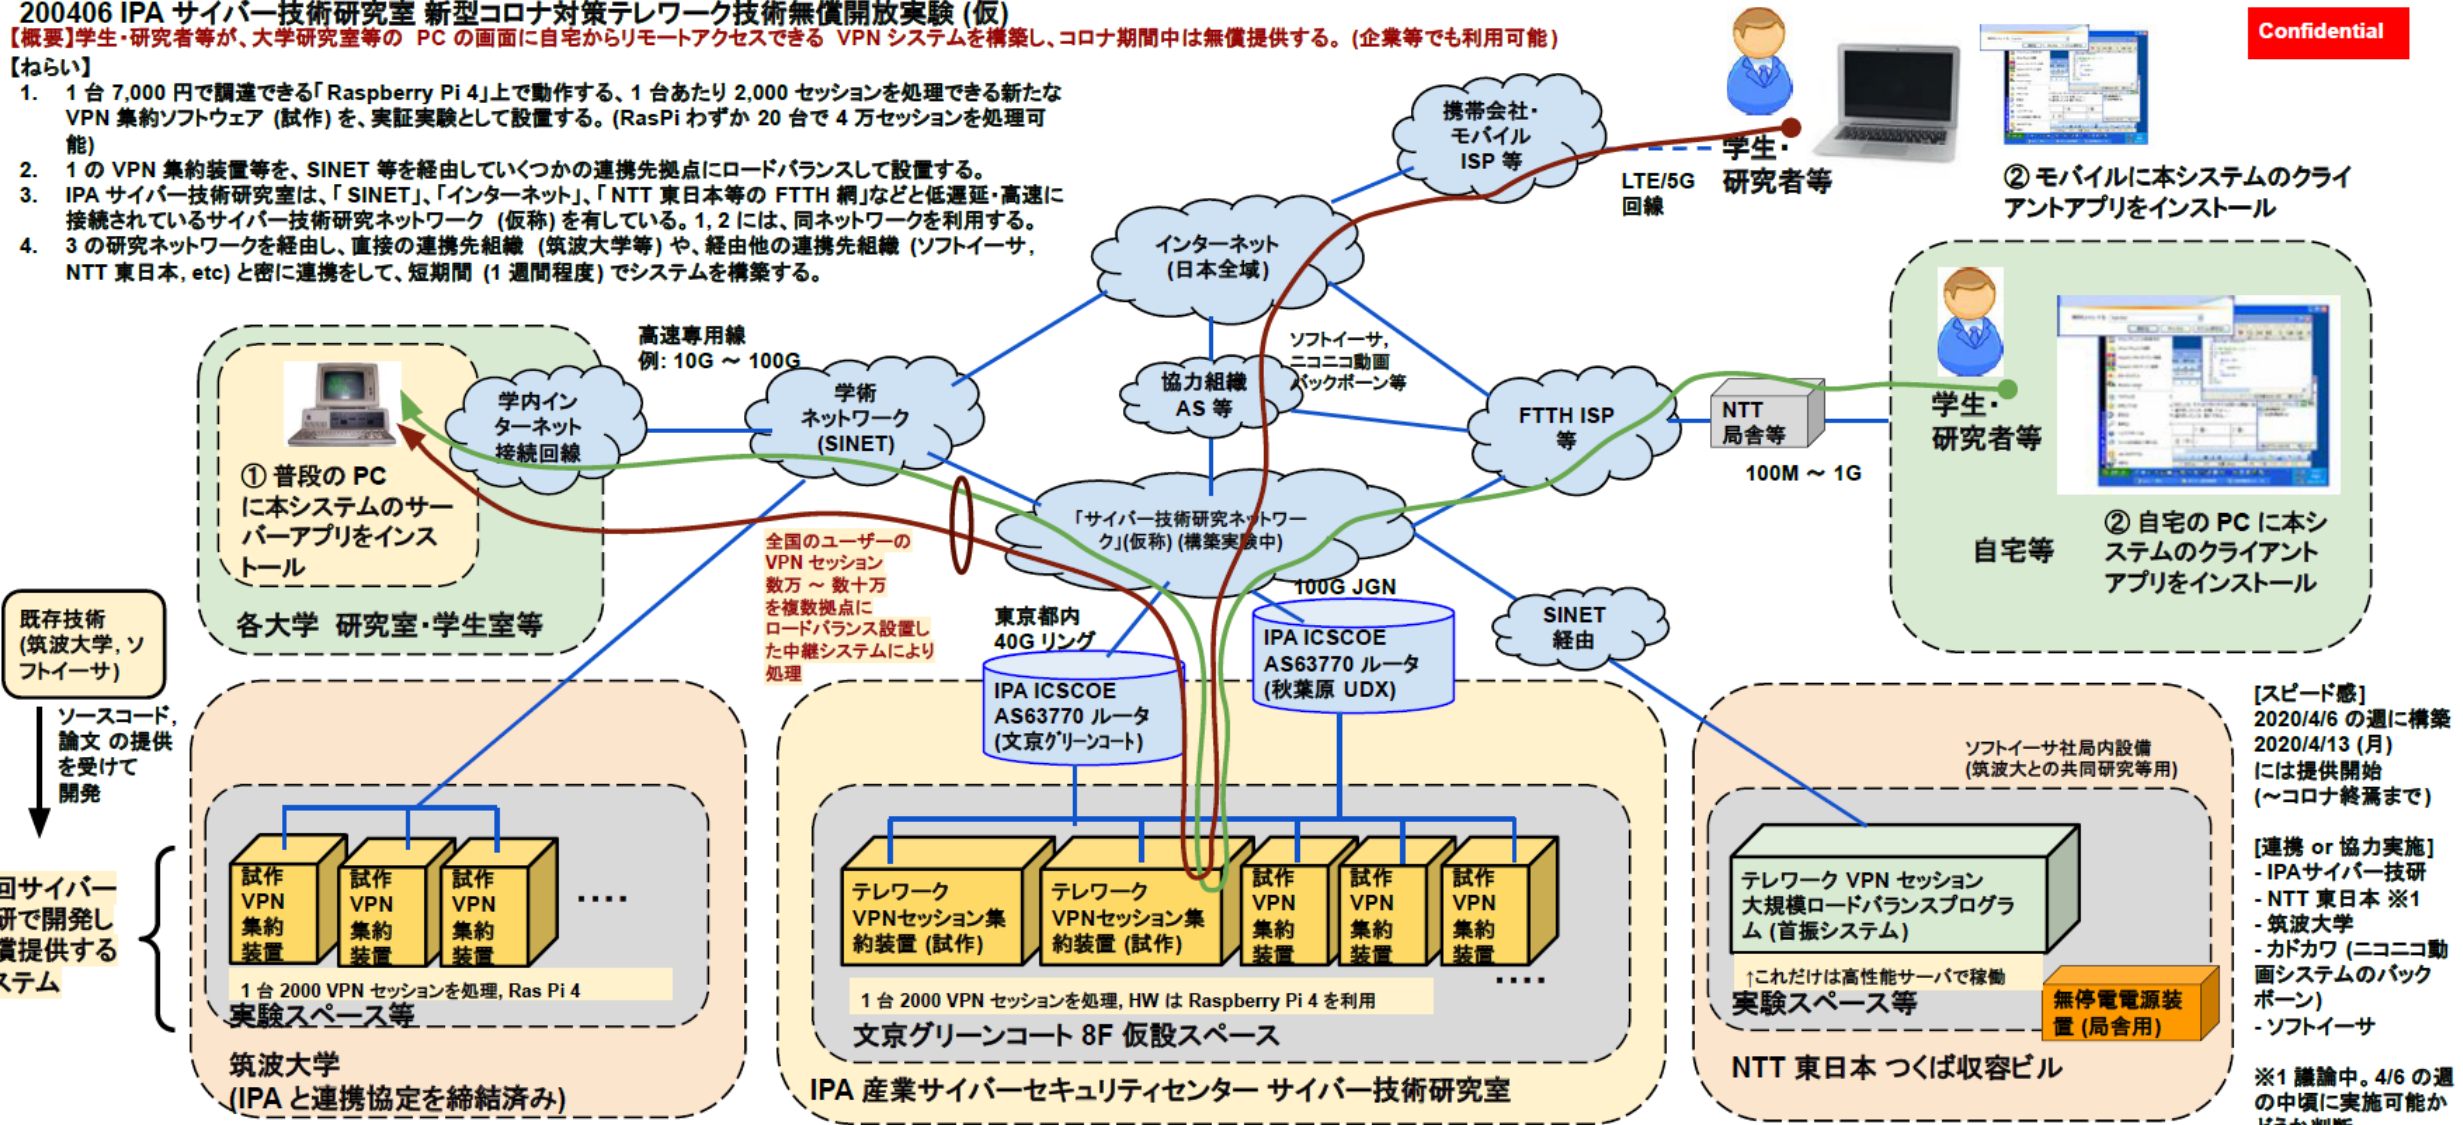 200406 IPA サイバー技術研究室 新型コロナ対策テレワーク技術無償開放実験 (仮)
Confidential
【概要】学生・研究者等が、大学研究室等の PC の画面に自宅からリモートアクセスできる VPN システムを構築し、コロナ期間中は無償提供する。(企業等でも利用可能)
【ねらい】
1. 1 台 7,000 円で調達できる「Raspberry Pi 4」上で動作する、1 台あたり 2,000 セッションを処理できる新たな
VPN 集約ソフトウェア (試作) を、実証実験として設置する。(RasPi わずか 20 台で 4 万セッションを処理可
能)
2. 1 の VPN 集約装置等を、SINET 等を経由していくつかの連携先拠点にロードバランスして設置する。
3. IPA サイバー技術研究室は、「SINET」、「インターネット」、「NTT 東日本等の FTTH 網」などと低遅延・高速に
接続されているサイバー技術研究ネットワーク (仮称) を有している。1, 2 には、同ネットワークを利用する。
4. 3 の研究ネットワークを経由し、直接の連携先組織 (筑波大学等) や、経由他の連携先組織 (ソフトイーサ,
NTT 東日本, etc) と密に連携をして、短期間 (1 週間程度) でシステムを構築する。
携帯会社・
モバイル
ISP 等
LTE/5G
回線
学生・
研究者等
② モバイルに本システムのクライ
アントアプリをインストール
インターネット
(日本全域)
ソフトイーサ,
ニコニコ動画
バックボーン等
協力組織
AS 等
高速専用線
例: 10G ～ 100G
学術
ネットワーク
(SINET)
学内イン
ターネット
接続回線
① 普段の PC
に本システムのサー
バーアプリをインス
トール
各大学 研究室・学生室等
FTTH ISP
等
NTT
局舎等
100M ～ 1G
学生・
研究者等
自宅等
② 自宅の PC に本シ
ステムのクライアント
アプリをインストール
「サイバー技術研究ネットワー
ク」(仮称) (構築実験中)
全国のユーザーの
VPN セッション
数万 ～ 数十万
を複数拠点に
ロードバランス設置し
た中継システムにより
処理
東京都内
40G リング
100G JGN
IPA ICSCOE
AS63770 ルータ
(文京グリーンコート)
IPA ICSCOE
AS63770 ルータ
(秋葉原 UDX)
SINET
経由
既存技術
(筑波大学, ソ
フトイーサ)
ソースコード,
論文 の提供
を受けて
開発
回サイバー
研で開発し
償提供する
ステム
試作
VPN
集約
装置
試作
VPN
集約
装置
試作
VPN
集約
装置
....
1 台 2000 VPN セッションを処理, Ras Pi 4
実験スペース等
筑波大学
(IPA と連携協定を締結済み)
テレワーク
VPNセッション集
約装置 (試作)
テレワーク
VPNセッション集
約装置 (試作)
試作
VPN
集約
装置
試作
VPN
集約
装置
試作
VPN
集約
装置
....
1 台 2000 VPN セッションを処理, HW は Raspberry Pi 4 を利用
文京グリーンコート 8F 仮設スペース
IPA 産業サイバーセキュリティセンター サイバー技術研究室
ソフトイーサ社局内設備
(筑波大との共同研究等用)
テレワーク VPN セッション
大規模ロードバランスプログラ
ム (首振システム)
↑これだけは高性能サーバで稼働
実験スペース等
無停電電源装
置 (局舎用)
NTT 東日本 つくば収容ビル
[スピード感]
2020/4/6 の週に構築
2020/4/13 (月)
には提供開始
(～コロナ終焉まで)
[連携 or 協力実施]
- IPAサイバー技研
- NTT 東日本 ※1
- 筑波大学
- カドカワ (ニコニコ動
画システムのバック
ボーン)
- ソフトイーサ
※1 議論中。4/6 の週
の中頃に実施可能か
どうか判断